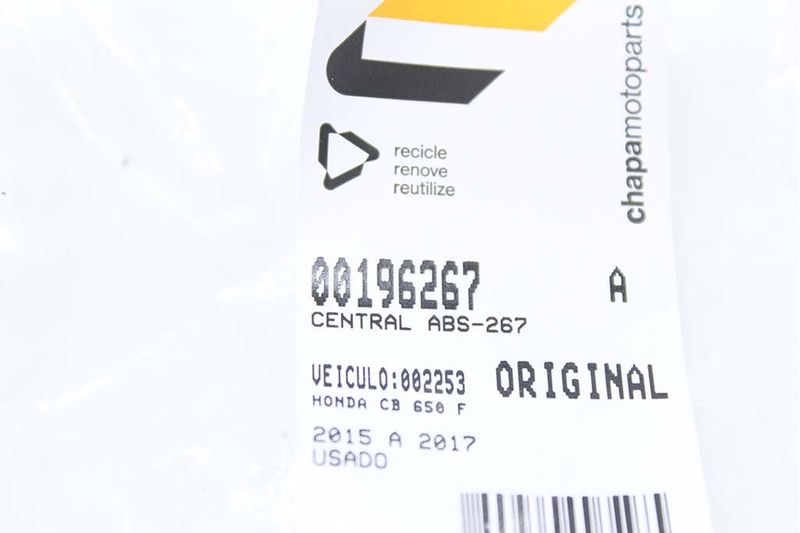 chapamotoparts
recicle
renove
reutilize
00196267 A
CENTRAL ABS-267
VEICULO:002253 ORIGINAL
HONDA CB 650 F
2015 A 2017
USADO